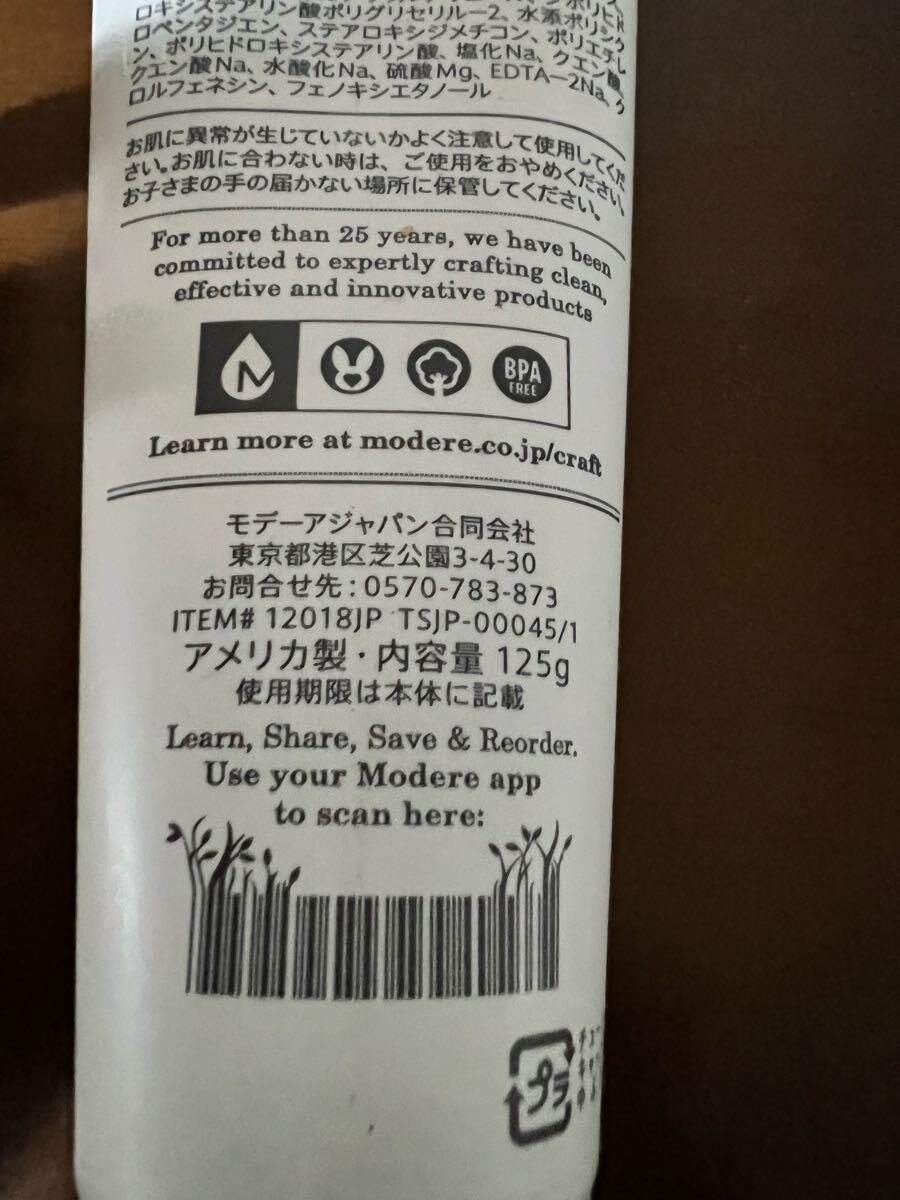 ロキシステアリン酸ポリグリセリルー2、水添ポリシク
ロペンタジエン、ステアロキシジメチコン、ポリエチレ
ン、ポリヒドロキシステアリン酸、塩化Na、クエン酸、
クエン酸Na、水酸化Na、硫酸Mg、EDTA−2Na、ク
ロルフェネシン、フェノキシエタノール
お肌に異常が生じていないかよく注意して使用してくだ
さい。お肌に合わない時は、ご使用をおやめください。
お子さまの手の届かない場所に保管してください。
For more than 25 years, we have been
committed to expertly crafting clean,
effective and innovative products
BPA
FREE
Learn more at modere.co.jp/craft
モデーアジャパン合同会社
東京都港区芝公園3-4-30
お問合せ先：0570-783-873
ITEM# 12018JP TSJP-00045/1
アメリカ製・内容量 125g
使用期限は本体に記載
Learn, Share, Save & Reorder.
Use your Modere app
to scan here:
プラ